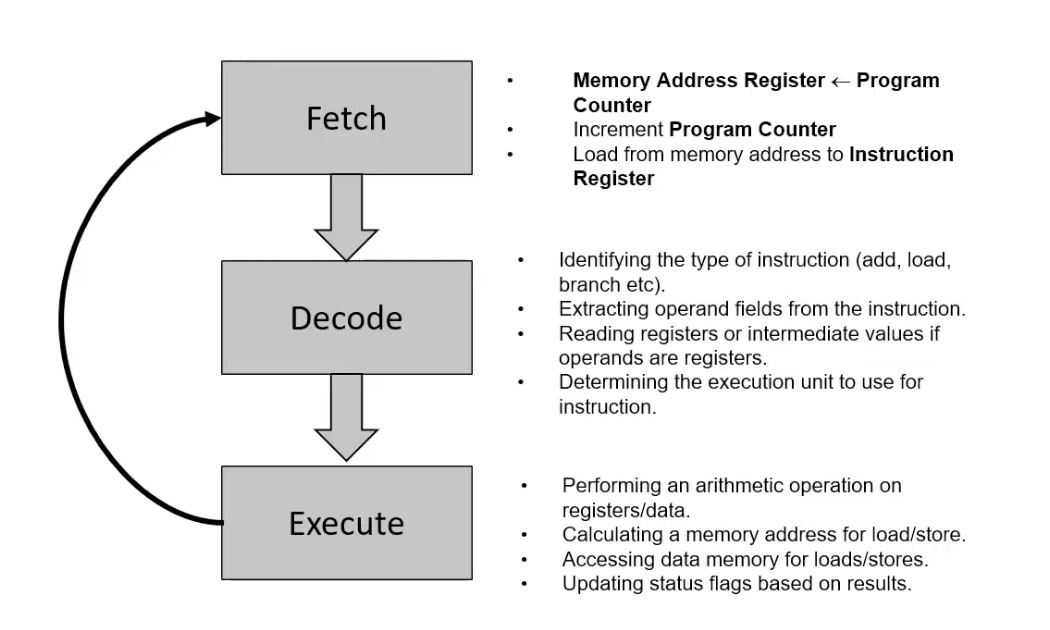 Fetch
• Memory Address Register ← Program
Counter
• Increment Program Counter
• Load from memory address to Instruction
Register
Decode
• Identifying the type of instruction (add, load,
branch etc).
• Extracting operand fields from the instruction.
• Reading registers or intermediate values if
operands are registers.
• Determining the execution unit to use for
instruction.
Execute
• Performing an arithmetic operation on
registers/data.
• Calculating a memory address for load/store.
• Accessing data memory for loads/stores.
• Updating status flags based on results.